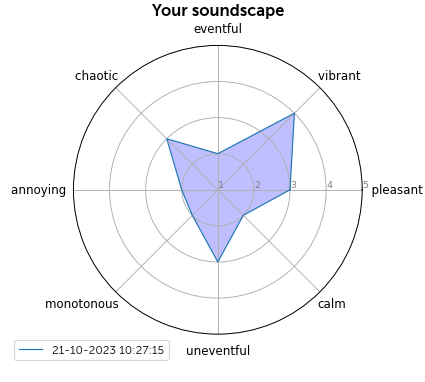 Your soundscape
eventful
chaotic
vibrant
annoying
1
2
3
4
5
pleasant
monotonous
calm
21-10-2023 10:27:15
uneventful